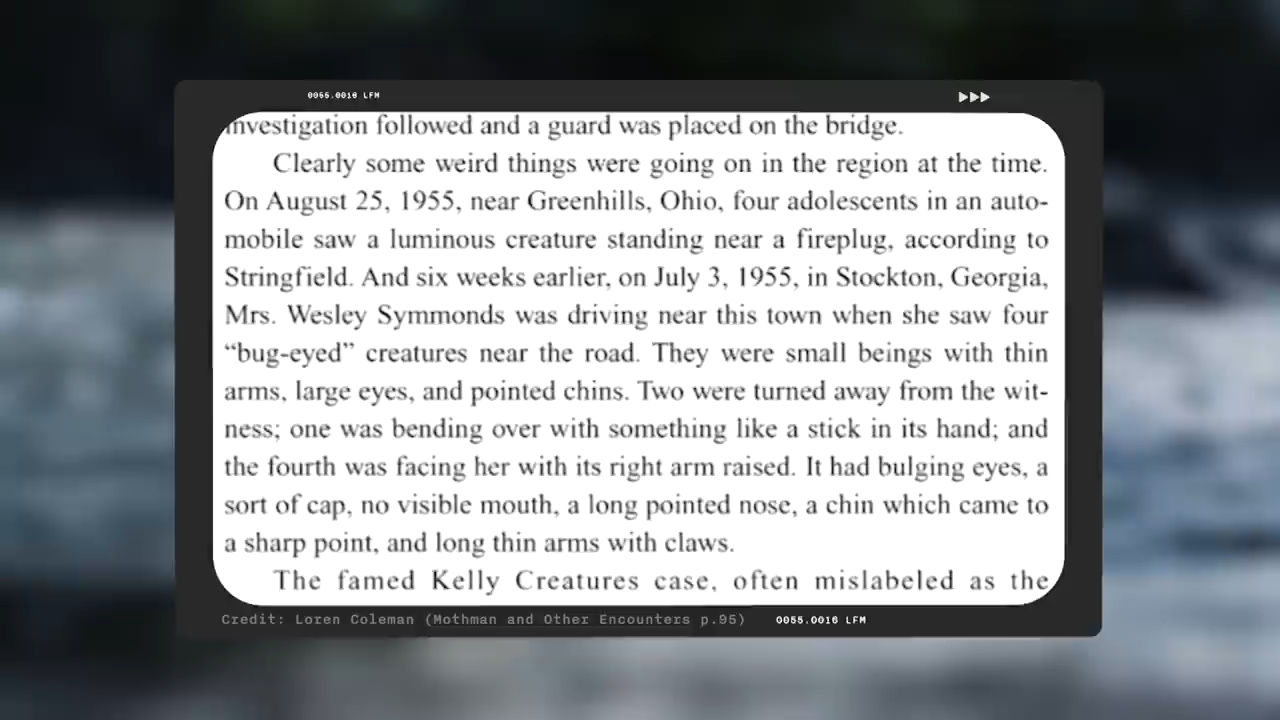 0055.0016 LFM
investigation followed and a guard was placed on the bridge.
Clearly some weird things were going on in the region at the time.
On August 25, 1955, near Greenhills, Ohio, four adolescents in an auto-
mobile saw a luminous creature standing near a fireplug, according to
Stringfield. And six weeks earlier, on July 3, 1955, in Stockton, Georgia,
Mrs. Wesley Symmonds was driving near this town when she saw four
“bug-eyed” creatures near the road. They were small beings with thin
arms, large eyes, and pointed chins. Two were turned away from the wit-
ness; one was bending over with something like a stick in its hand; and
the fourth was facing her with its right arm raised. It had bulging eyes, a
sort of cap, no visible mouth, a long pointed nose, a chin which came to
a sharp point, and long thin arms with claws.
The famed Kelly Creatures case, often mislabeled as the
Credit: Loren Coleman (Mothman and Other Encounters p.95) 0055.0016 LFM